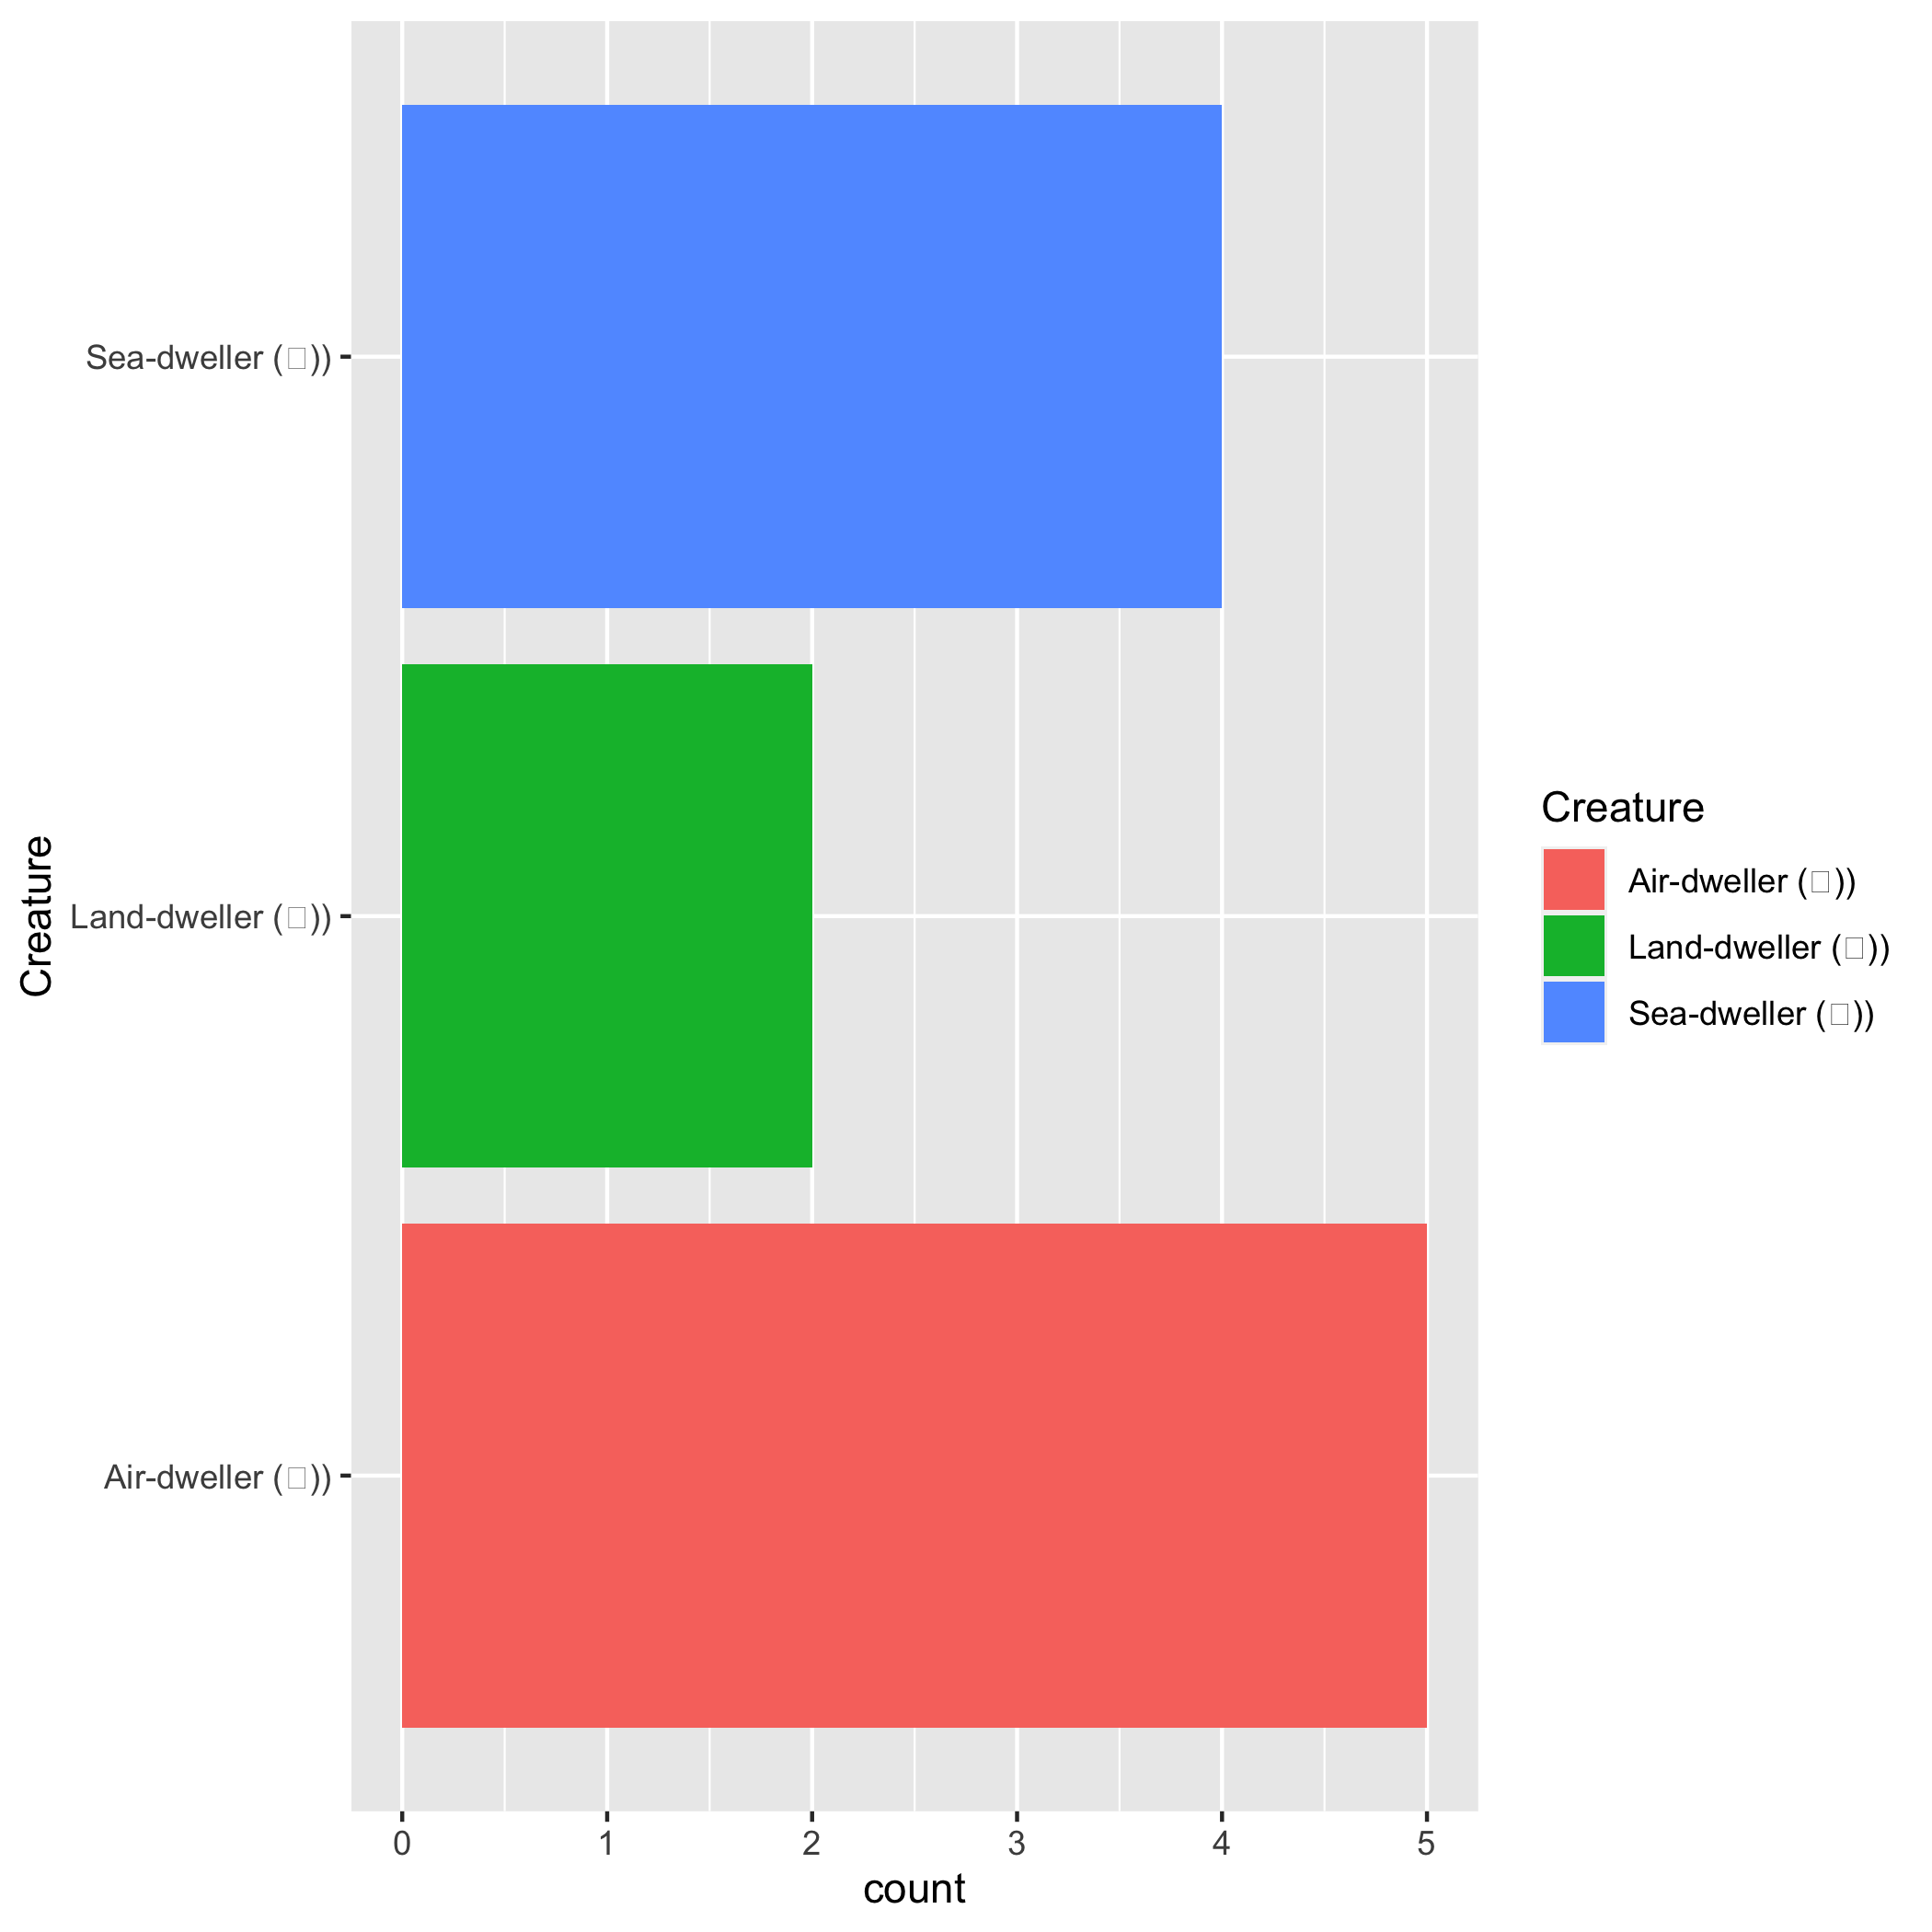 Sea-dweller (□))
Land-dweller (□))
Air-dweller (□))
Creature
0 1 2 3 4 5
count
Creature
Air-dweller (□))
Land-dweller (□))
Sea-dweller (□))